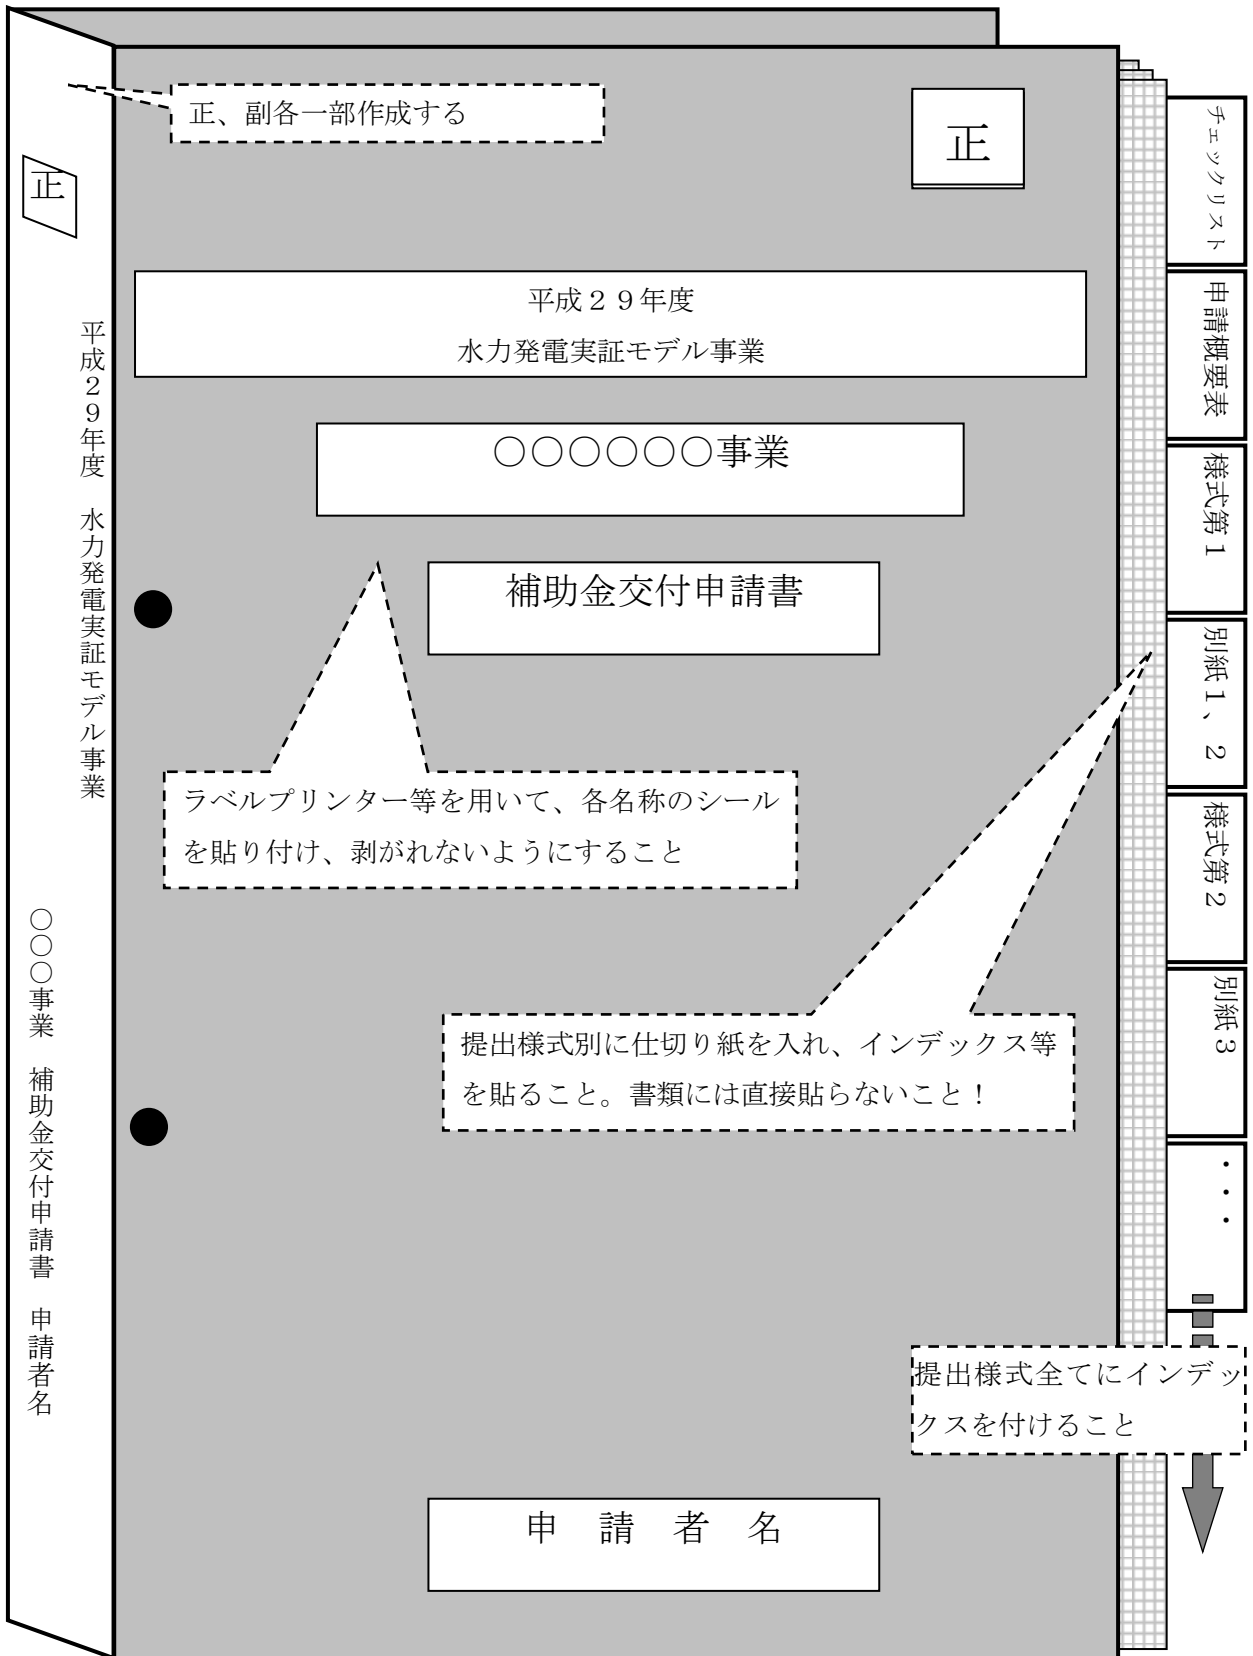 正、副各一部作成する
正
正
平成２９年度
水力発電実証モデル事業
〇〇〇〇〇〇事業
補助金交付申請書
ラベルプリンター等を用いて、各名称のシール
を貼り付け、剥がれないようにすること
提出様式別に仕切り紙を入れ、インデックス等
を貼ること。書類には直接貼らないこと！
提出様式全てにインデッ
クスを付けること
申　請　者　名
平成２９年度　水力発電実証モデル事業
〇〇〇事業　補助金交付申請書　申請者名
チェックリスト
申請概要表
様式第１
別紙１、２
様式第２
別紙３
・・・